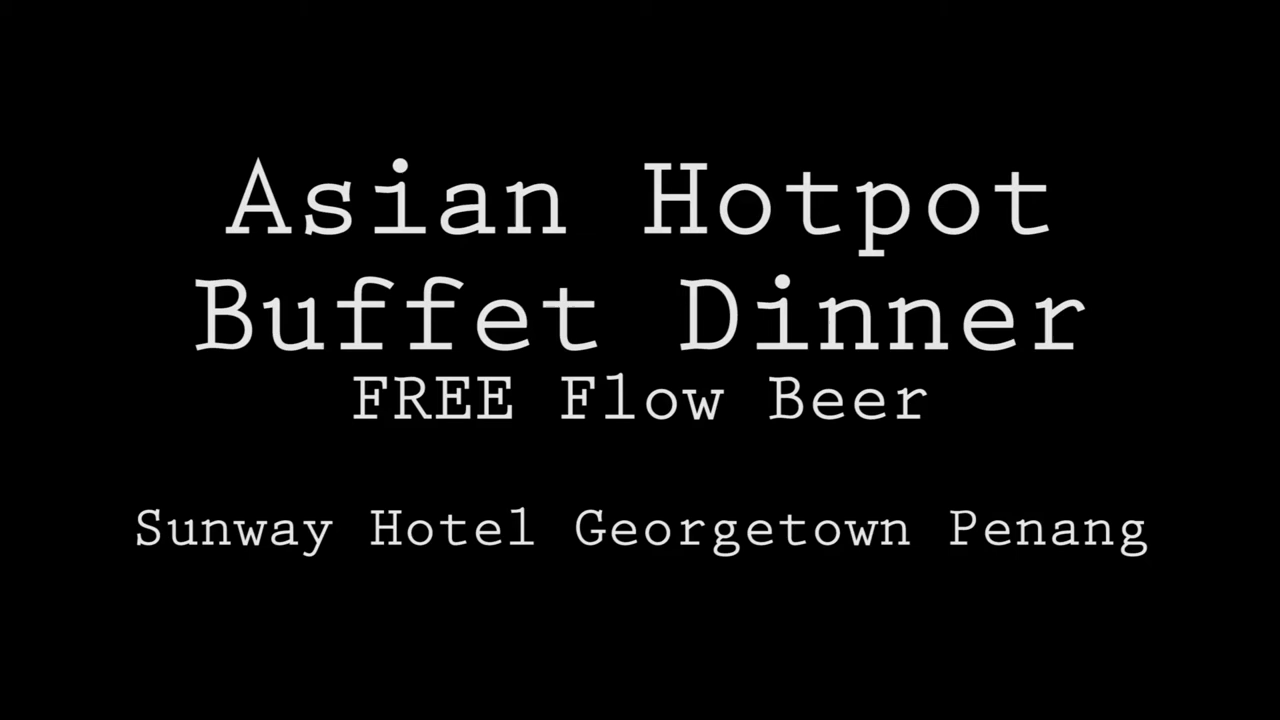 Asian Hotpot
Buffet Dinner
FREE Flow Beer
Sunway Hotel Georgetown Penang